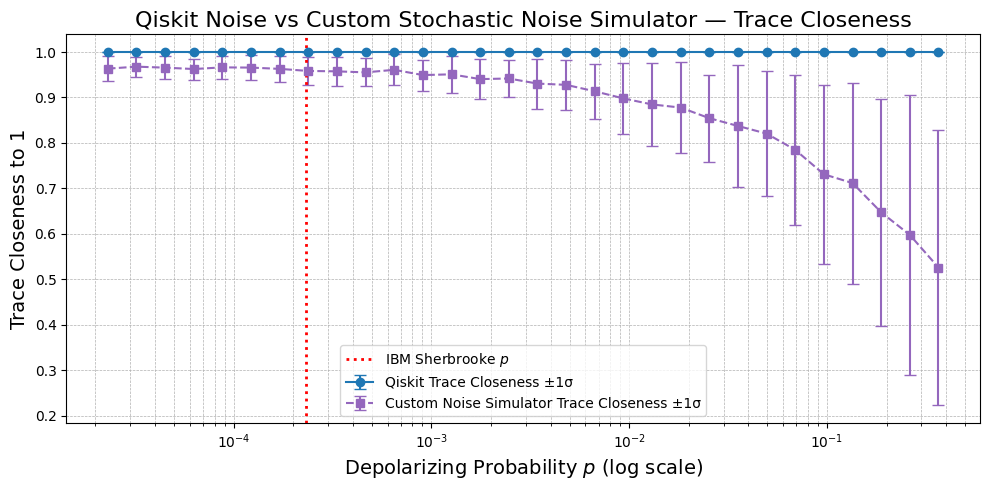 Qiskit Noise vs Custom Stochastic Noise Simulator — Trace Closeness
Trace Closeness to 1
1.0
0.9
0.8
0.7
0.6
0.5
0.4
0.3
0.2
IBM Sherbrooke p
Qiskit Trace Closeness ±1σ
Custom Noise Simulator Trace Closeness ±1σ
10⁻⁴ 10⁻³ 10⁻² 10⁻¹
Depolarizing Probability p (log scale)